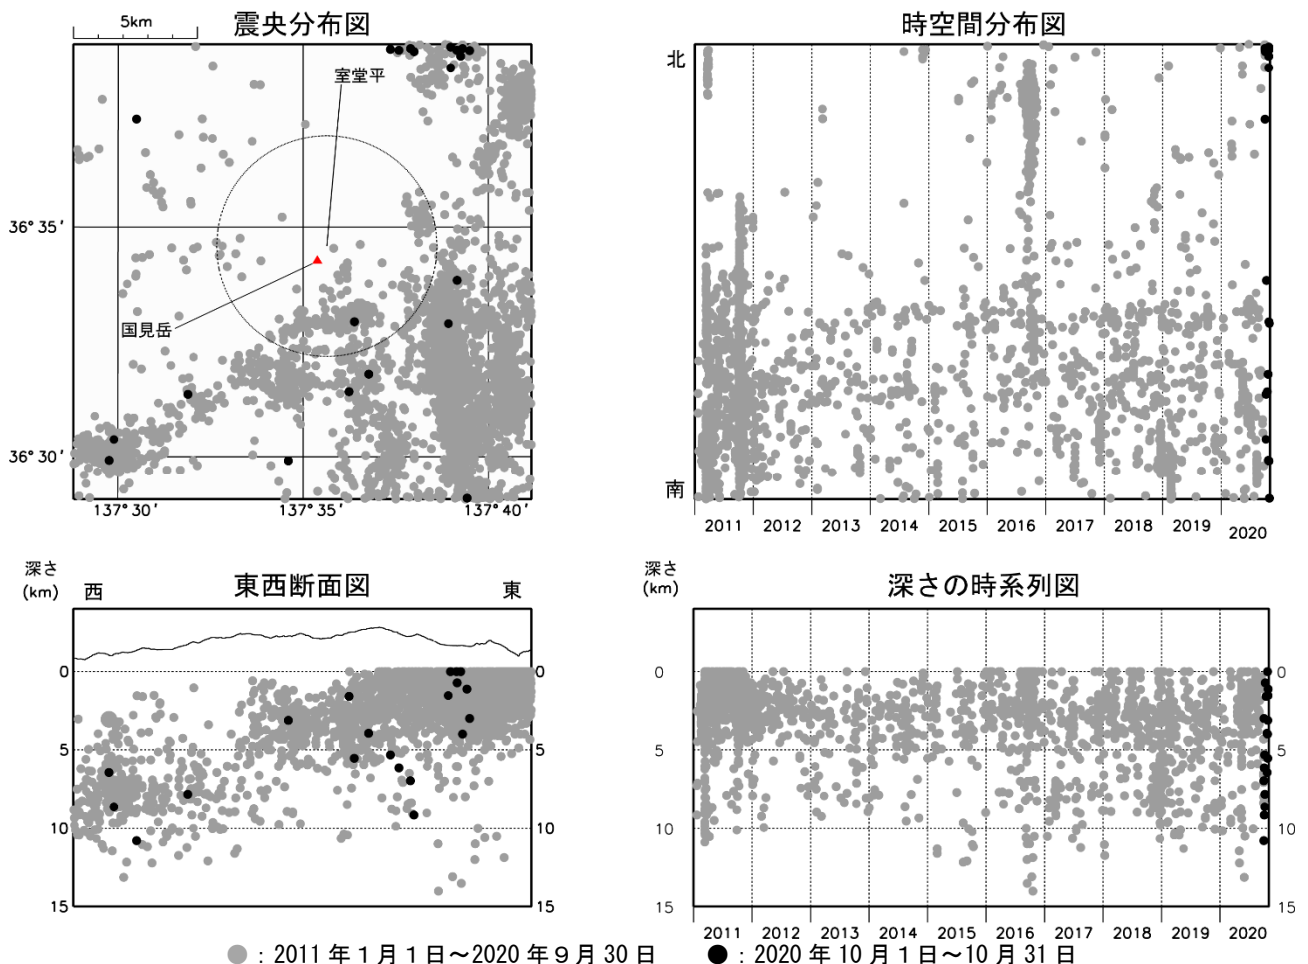 震央分布図
5km
室堂平
国見岳
36° 35′
36° 30′
137° 30′ 137° 35′ 137° 40′
時空間分布図
北
南
2011 2012 2013 2014 2015 2016 2017 2018 2019 2020
東西断面図
深さ
(km)
西 東
0 0
5 5
10 10
15 15
深さの時系列図
深さ
(km)
0 0
5 5
10 10
15 15
2011 2012 2013 2014 2015 2016 2017 2018 2019 2020
：2011 年１月１日～2020 年９月 30 日 ：2020 年 10 月１日～10 月 31 日